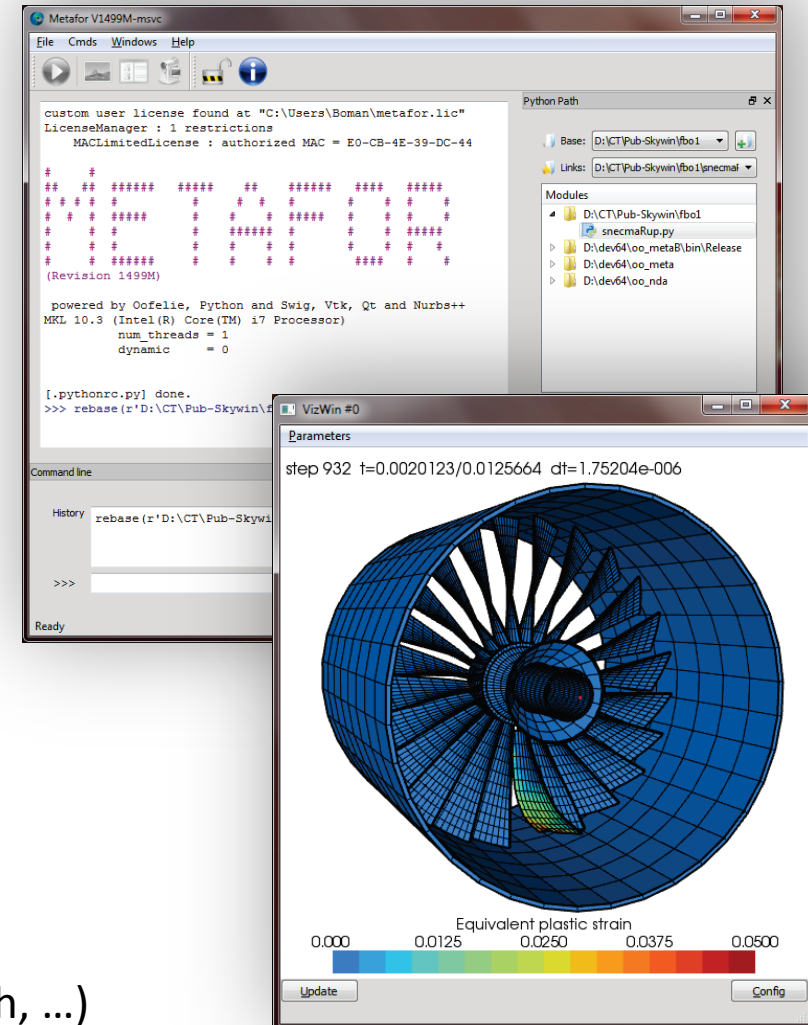 Metafor V1499M-msvc
File Cmds Windows Help
custom user license found at "C:\Users\Boman\metafor.lic"
LicenseManager : 1 restrictions
MACLimitedLicense : authorized MAC = E0-CB-4E-39-DC-44
METAFOR
(Revision 1499M)
powered by Oofelie, Python and Swig, Vtk, Qt and Nurbs++
MKL 10.3 (Intel(R) Core(TM) i7 Processor)
num_threads = 1
dynamic = 0
[.pythonrc.py] done.
>>> rebase(r'D:\CT\Pub-Skywin\f
Python Path
Base: D:\CT\Pub-Skywin\fbo1
Links: D:\CT\Pub-Skywin\fbo1\snecmaF
Modules
D:\CT\Pub-Skywin\fbo1
snecmaRup.py
D:\dev64\oo_metaB\bin\Release
D:\dev64\oo_meta
D:\dev64\oo_nda
Command line
History rebase(r'D:\CT\Pub-Skywi
>>>
Ready
VizWin #0
Parameters
step 932 t=0.0020123/0.0125664 dt=1.75204e-006
Equivalent plastic strain
0.000 0.0125 0.0250 0.0375 0.0500
Update Config
h, …)